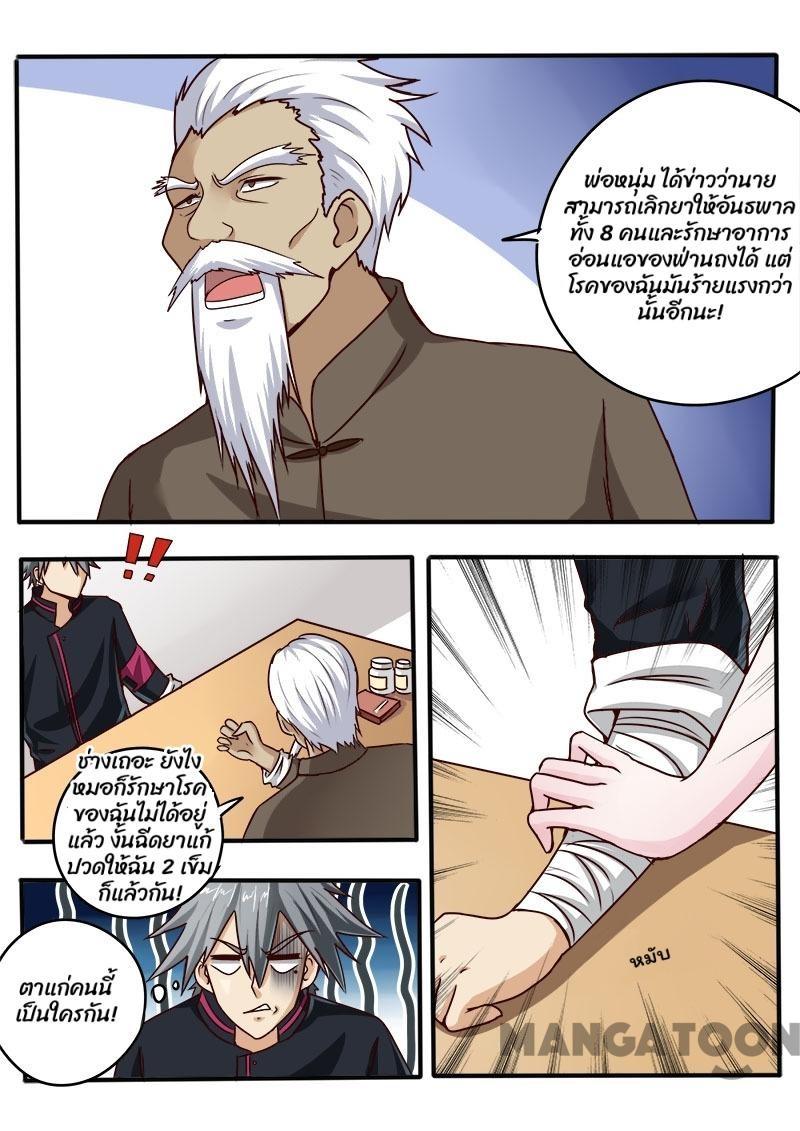 พ่อหนุ่ม ได้ข่าวว่านาย
สามารถเลิกยาให้อันธพาล
ทั้ง 8 คนและรักษาอาการ
อ่อนแอของฟ่านถงได้ แต่
โรคของฉันมันร้ายแรงกว่า
นั้นอีกนะ!
!!
ช่างเถอะ ยังไง
หมอก็รักษาโรค
ของฉันไม่ได้อยู่
แล้ว งั้นฉีดยาแก้
ปวดให้ฉัน 2 เข็ม
ก็แล้วกัน!
หมับ
ตาแก่คนนี้
เป็นใครกัน!
MANGATOON